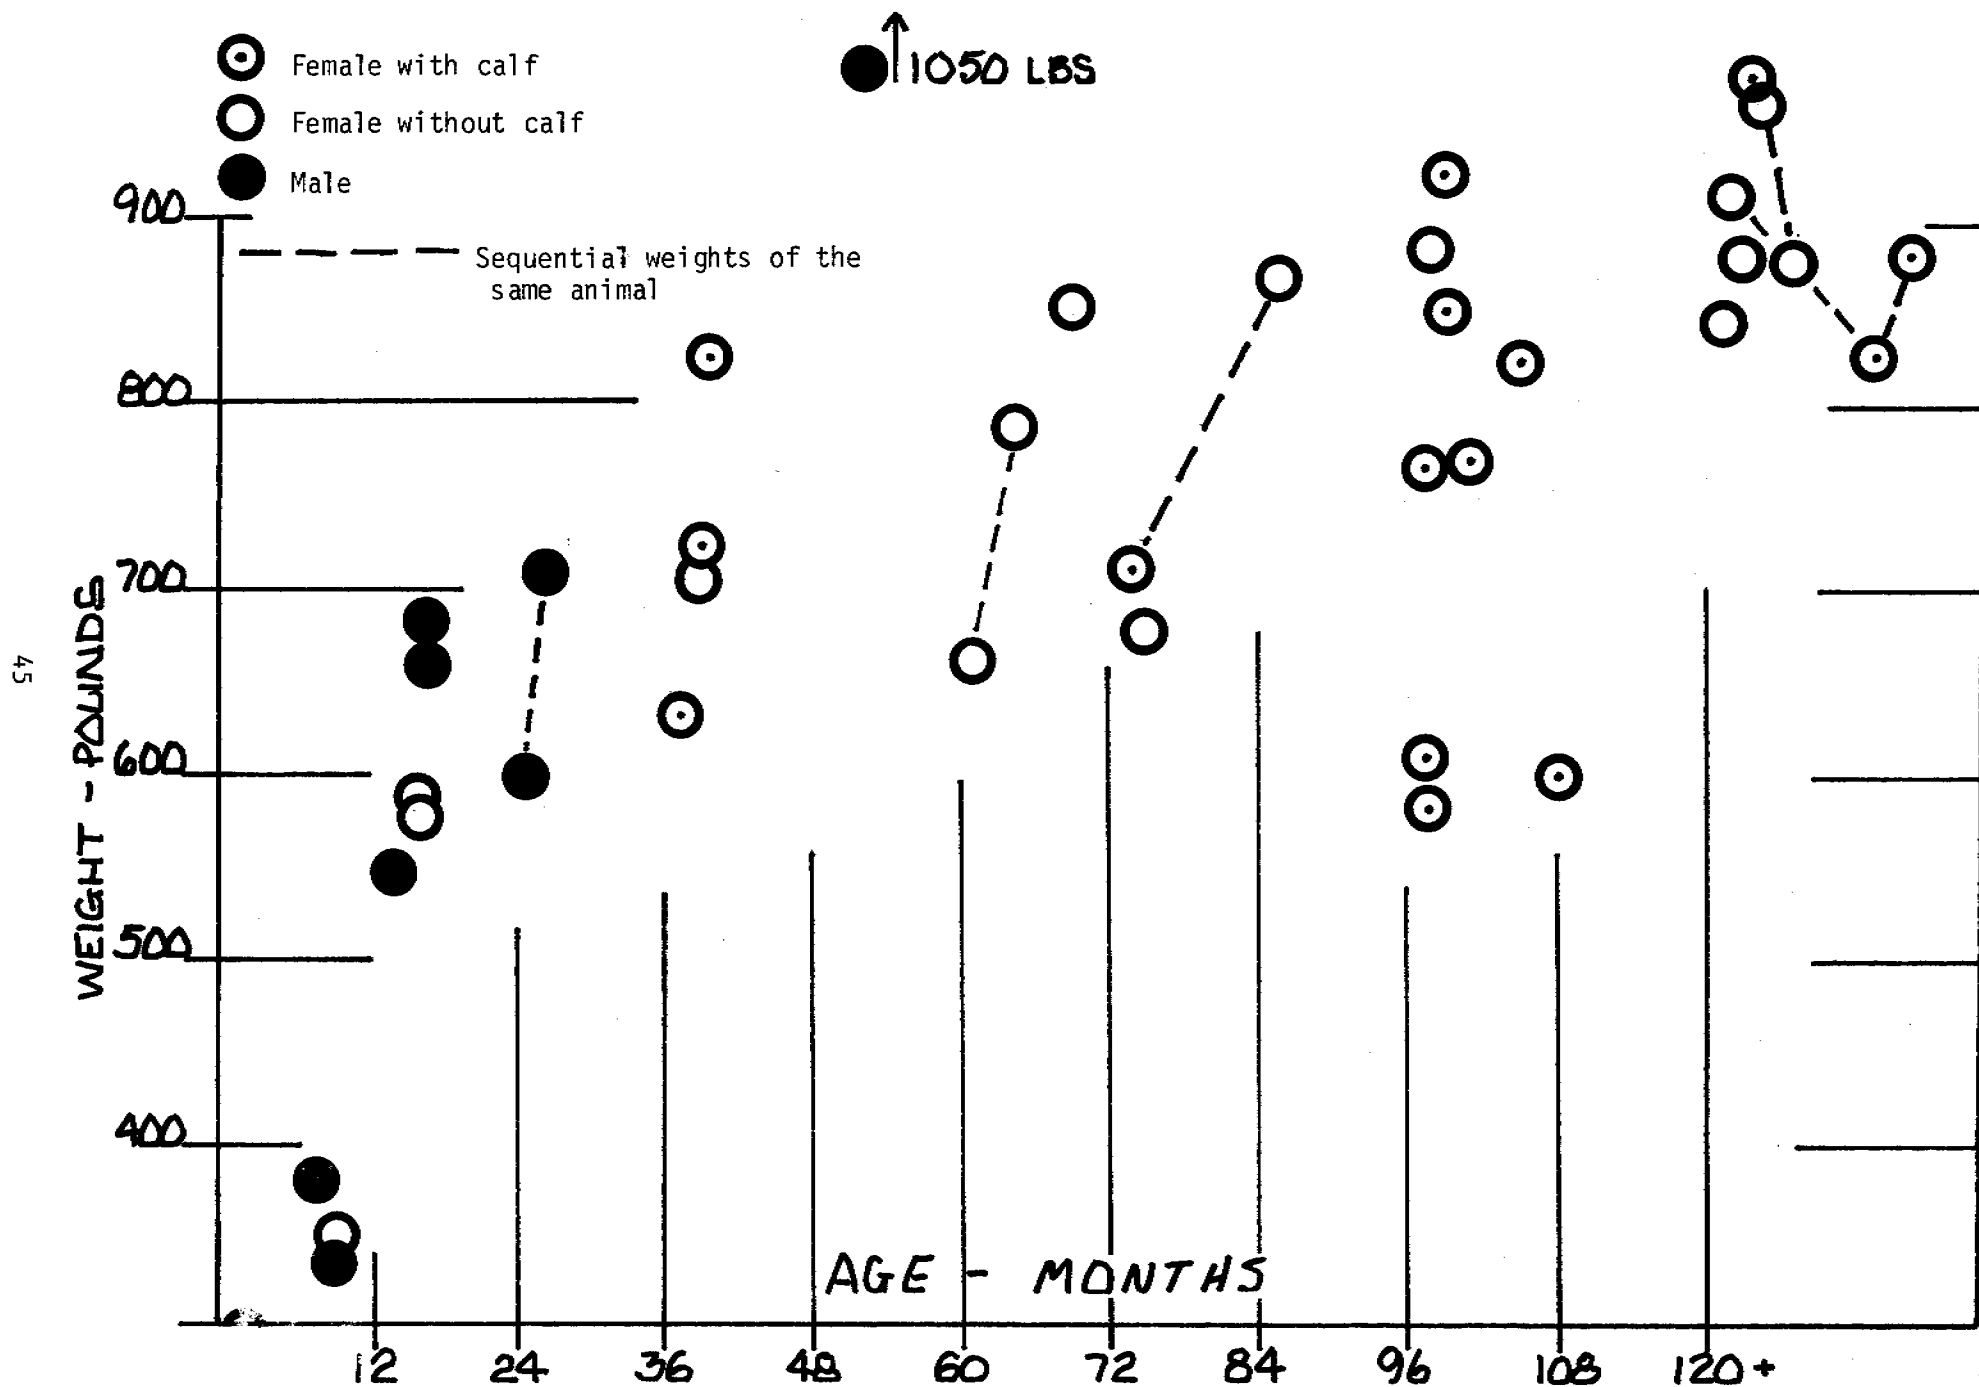 Female with calf
1050 LBS
Female without calf
Male
900
Sequential weights of the
same animal
800
700
600
500
400
WEIGHT - POUNDS
45
AGE - MONTHS
12 24 36 48 60 72 84 96 108 120+